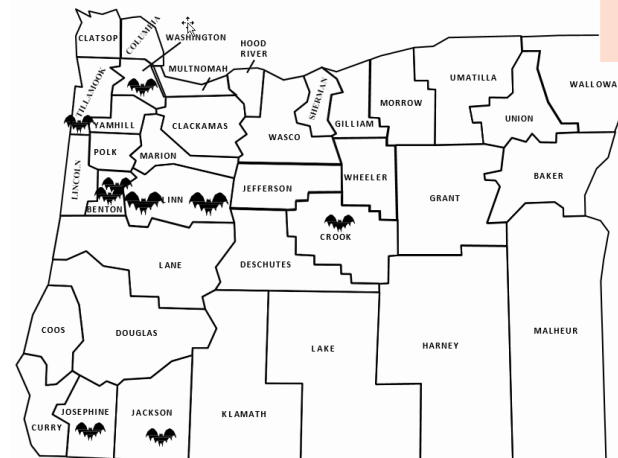 CLATSOP
COLUMBIA
WASHINGTON
HOOD
RIVER
MULTNOMAH
TILLAMOOK
SHERMAN
UMATILLA
WALLOWA
MORROW
GILLIAM
UNION
YAMHILL
CLACKAMAS
WASCO
POLK
MARION
LINCOLN
WHEELER
BAKER
JEFFERSON
GRANT
BENTON
LINN
CROOK
LANE
DESCHUTES
COOS
DOUGLAS
LAKE
HARNEY
MALHEUR
CURRY
JOSEPHINE
JACKSON
KLAMATH